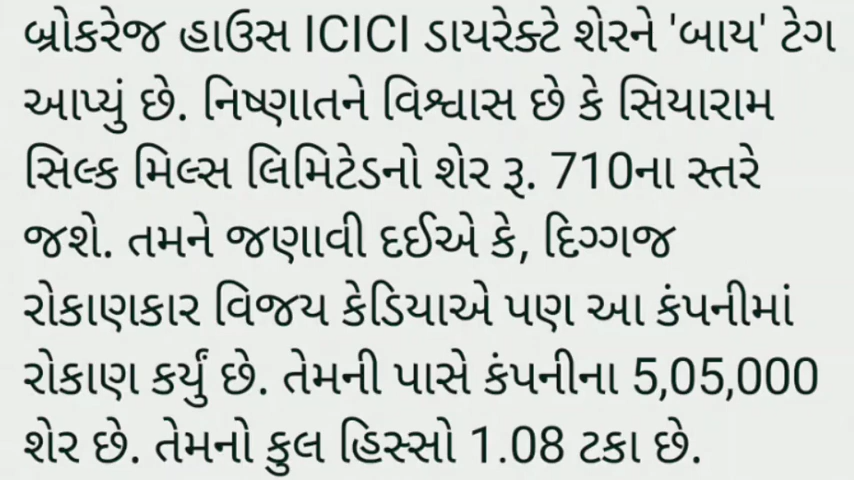 બ્રોકરેજ હાઉસ ICICI ડાયરેક્ટે શેરને 'બાય' ટેગ
આપ્યું છે. નિષ્ણાતને વિશ્વાસ છે કે સિયારામ
સિલ્ક મિલ્સ લિમિટેડનો શેર રૂ. 710ના સ્તરે
જશે. તમને જણાવી દઈએ કે, દિગ્ગજ
રોકાણકાર વિજય કેડિયાએ પણ આ કંપનીમાં
રોકાણ કર્યું છે. તેમની પાસે કંપનીના 5,05,000
શેર છે. તેમનો કુલ હિસ્સો 1.08 ટકા છે.